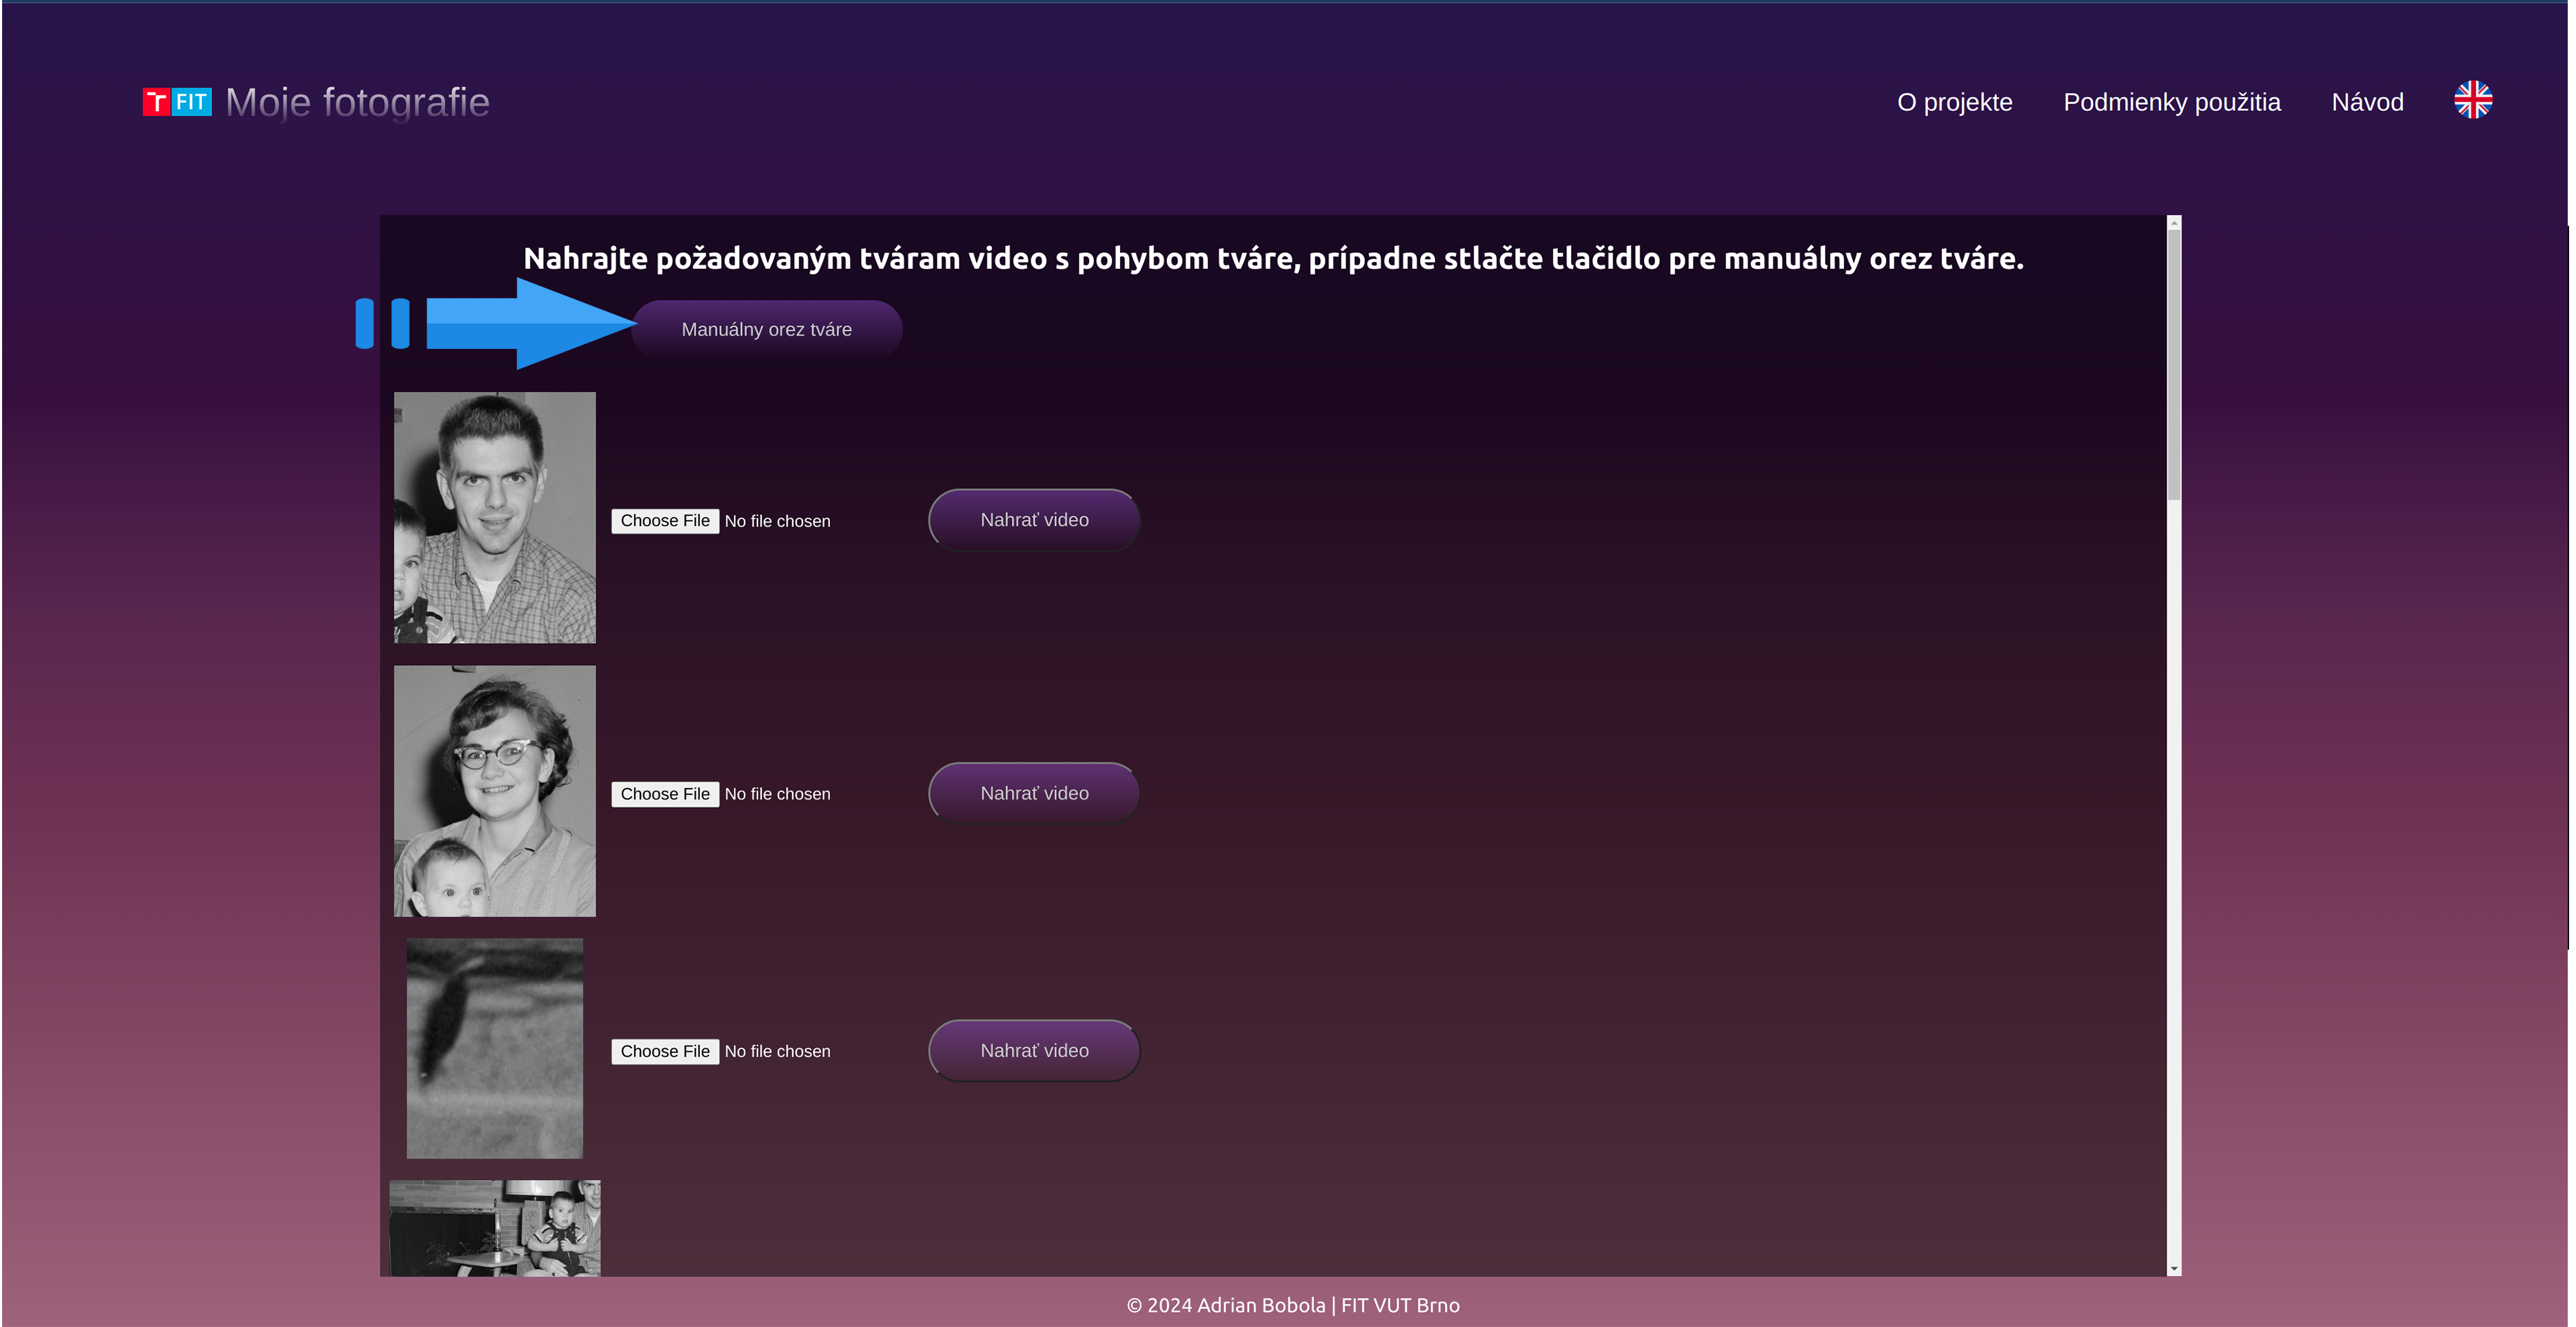 T FIT Moje fotografie
O projekte Podmienky použitia Návod
Nahrajte požadovaným tváram video s pohybom tváre, prípadne stlačte tlačidlo pre manuálny orez tváre.
Manuálny orez tváre
Choose File No file chosen Nahrať video
Choose File No file chosen Nahrať video
Choose File No file chosen Nahrať video
© 2024 Adrian Bobola | FIT VUT Brno